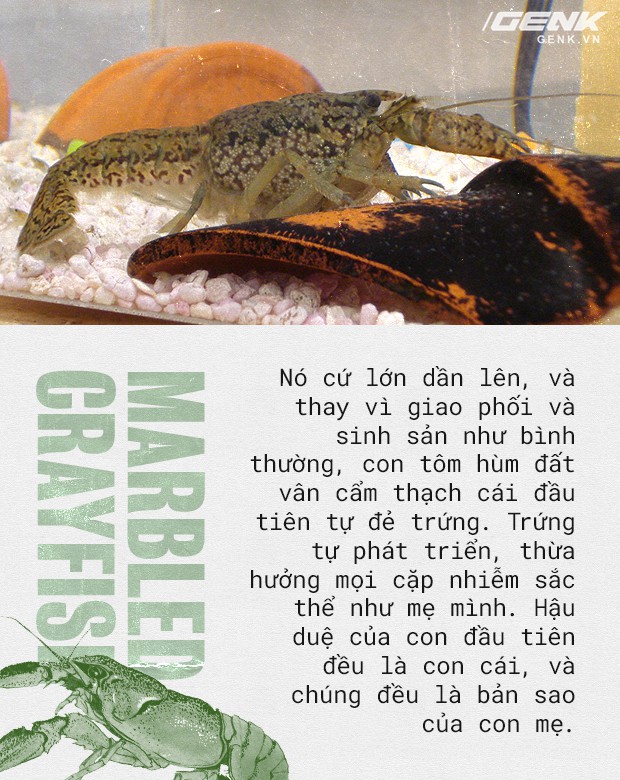 /GENK
GENK.VN
MARBLED
CRAYFISH
Nó cứ lớn dần lên, và
thay vì giao phối và
sinh sản như bình
thường, con tôm hùm đất
vân cẩm thạch cái đầu
tiên tự đẻ trứng. Trứng
tự phát triển, thừa
hưởng mọi cặp nhiễm sắc
thể như mẹ mình. Hậu
duệ của con đầu tiên
đều là con cái, và
chúng đều là bản sao
của con mẹ.